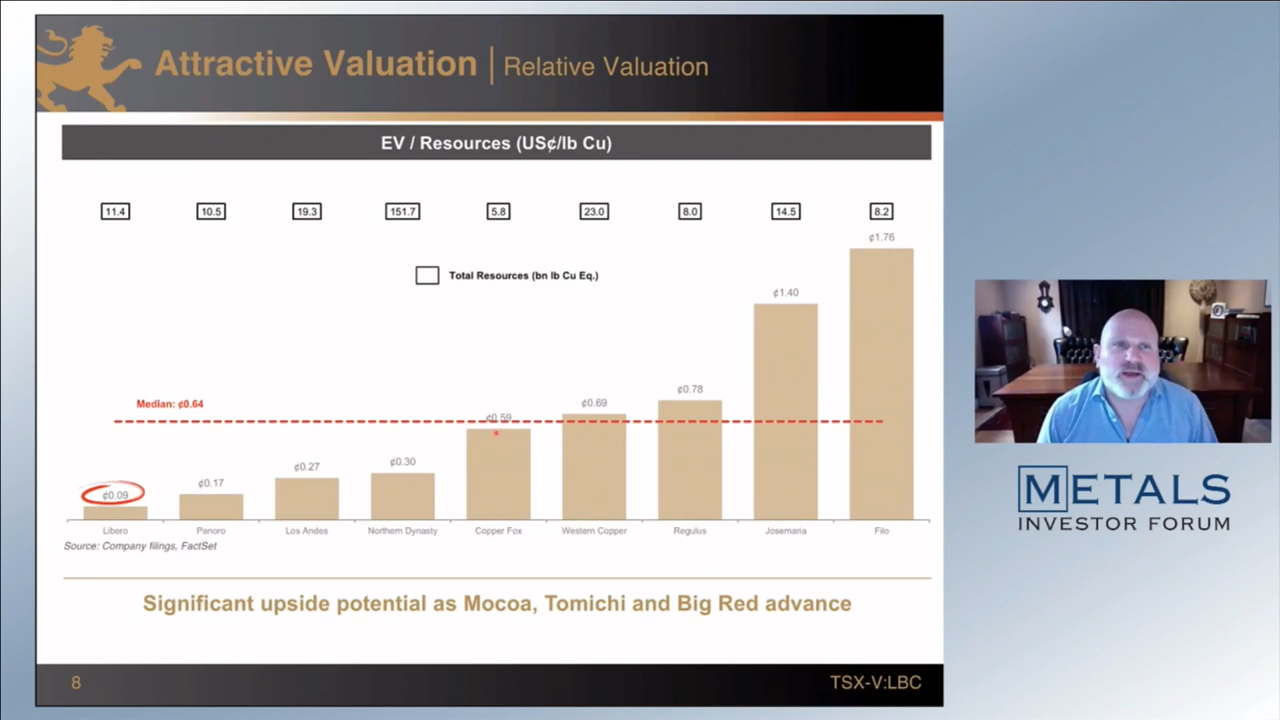 Attractive Valuation | Relative Valuation
EV / Resources (US¢/lb Cu)
11.4 10.5 19.3 151.7 5.8 23.0 8.0 14.5 8.2
¢1.76
Total Resources (bn lb Cu Eq.)
¢1.40
¢0.78
Median: ¢0.64
¢0.69
¢0.59
¢0.30
¢0.27
¢0.17
¢0.09
Libero Panoro Los Andes Northern Dynasty Copper Fox Western Copper Regulus Josemaria Filo
Source: Company filings, FactSet
Significant upside potential as Mocoa, Tomichi and Big Red advance
8
TSX-V:LBC
METALS
INVESTOR FORUM